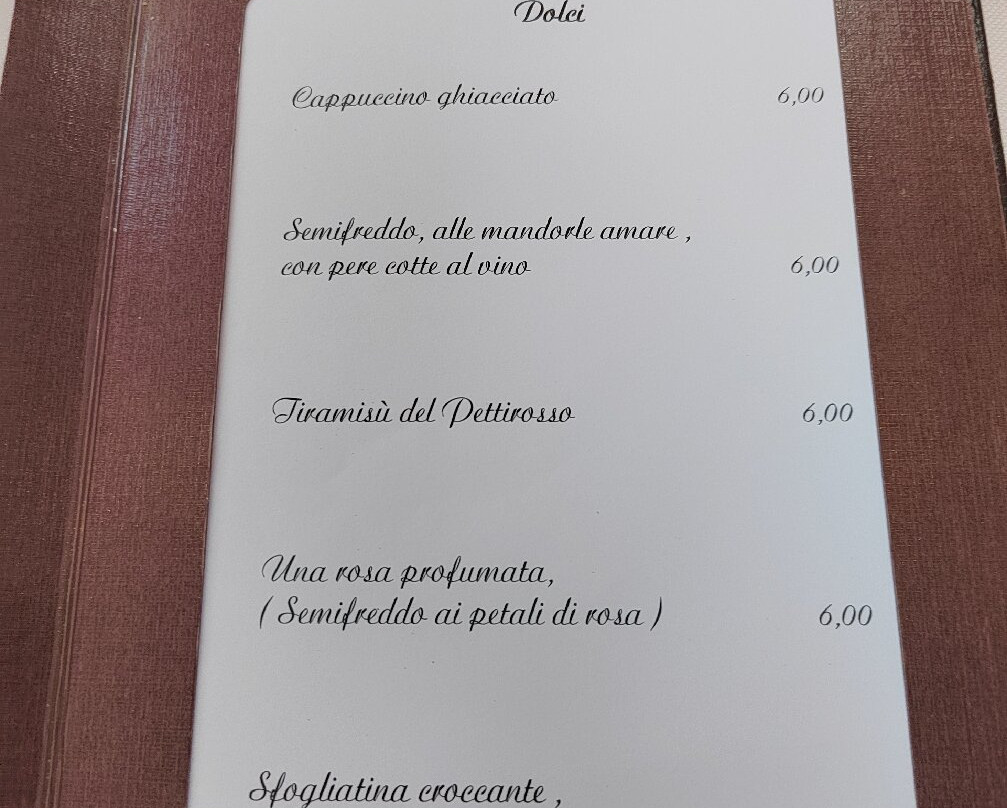 Dolci
Cappuccino ghiacciato 6,00
Semifreddo, alle mandorle amare ,
con pere cotte al vino 6,00
Tiramisù del Pettirosso 6,00
Una rosa profumata,
( Semifreddo ai petali di rosa ) 6,00
Sfogliatina croccante ,